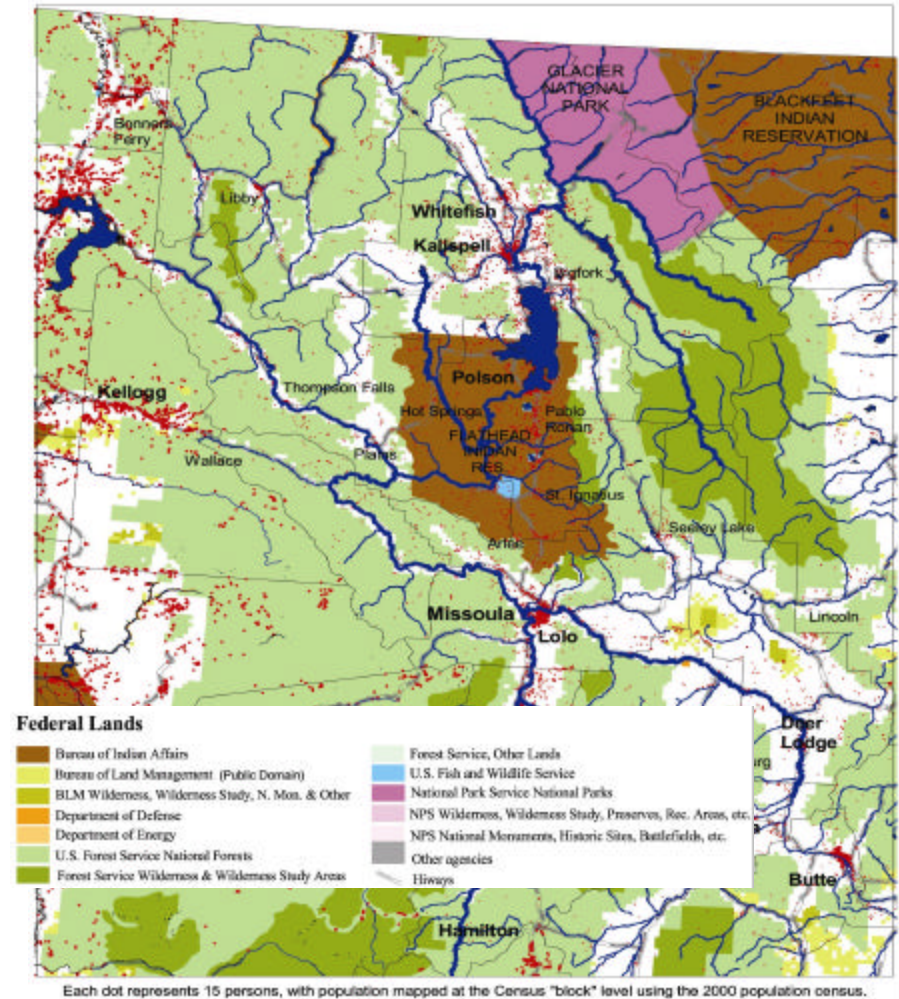 GLACIER
NATIONAL
PARK
BLACKFEET
INDIAN
RESERVATION
Bonners
Ferry
Libby
Whitefish
Kalispell
Bigfork
Polson
Kellogg
Thompson Falls
Hot Springs
Pablo
Ronan
FLATHEAD
INDIAN
RES.
Wallace
Plains
St. Ignatius
Seeley Lake
Arlee
Missoula
Lolo
Lincoln
Deer
Lodge
urg
Federal Lands
Bureau of Indian Affairs
Bureau of Land Management (Public Domain)
BLM Wilderness, Wilderness Study, N. Mon. & Other
Department of Defense
Department of Energy
U.S. Forest Service National Forests
Forest Service Wilderness & Wilderness Study Areas
Forest Service, Other Lands
U.S. Fish and Wildlife Service
National Park Service National Parks
NPS Wilderness, Wilderness Study, Preserves, Rec. Areas, etc.
NPS National Monuments, Historic Sites, Battlefields, etc.
Other agencies
Hiways
Butte
Hamilton
Each dot represents 15 persons, with population mapped at the Census "block" level using the 2000 population census.